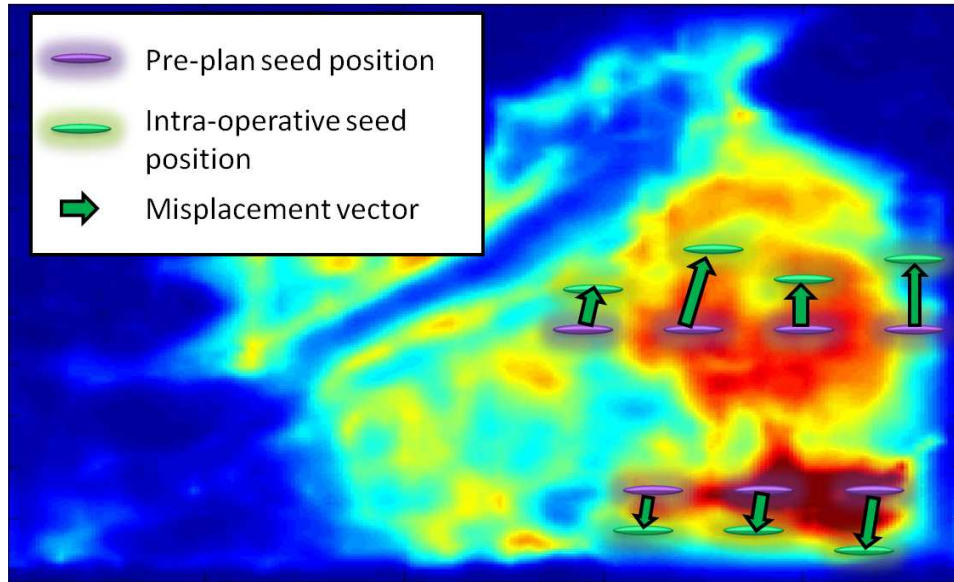 Pre-plan seed position
Intra-operative seed
position
Misplacement vector